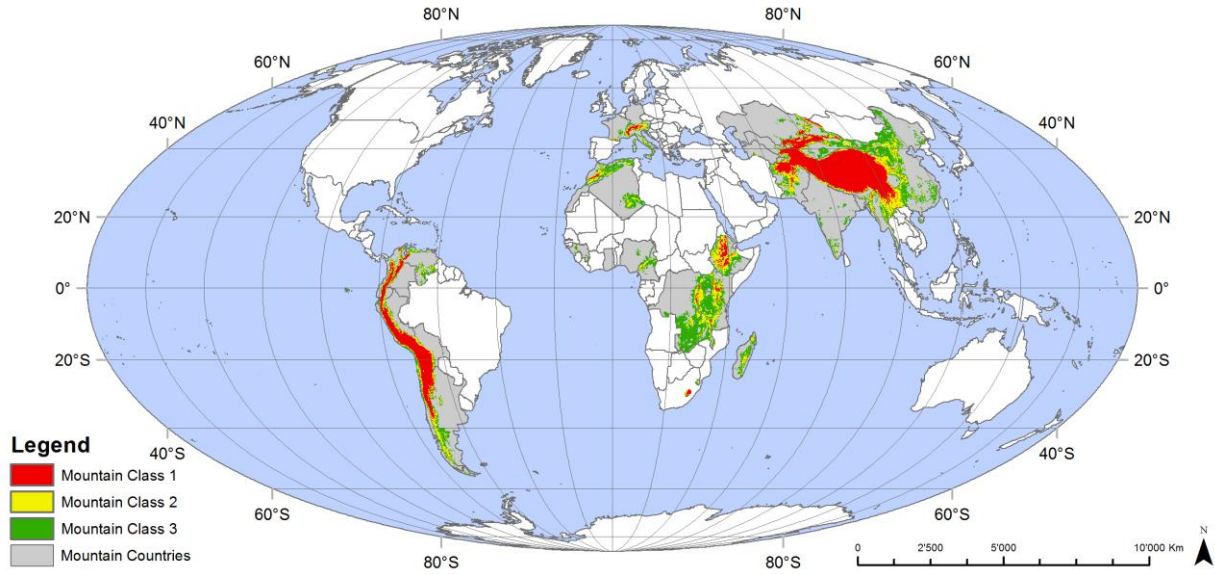 80°N 80°N
60°N 60°N
40°N 40°N
20°N 20°N
0° 0°
20°S 20°S
40°S 40°S
60°S 60°S
80°S 80°S
Legend
Mountain Class 1
Mountain Class 2
Mountain Class 3
Mountain Countries
N
0 2'500 5'000 10'000 Km